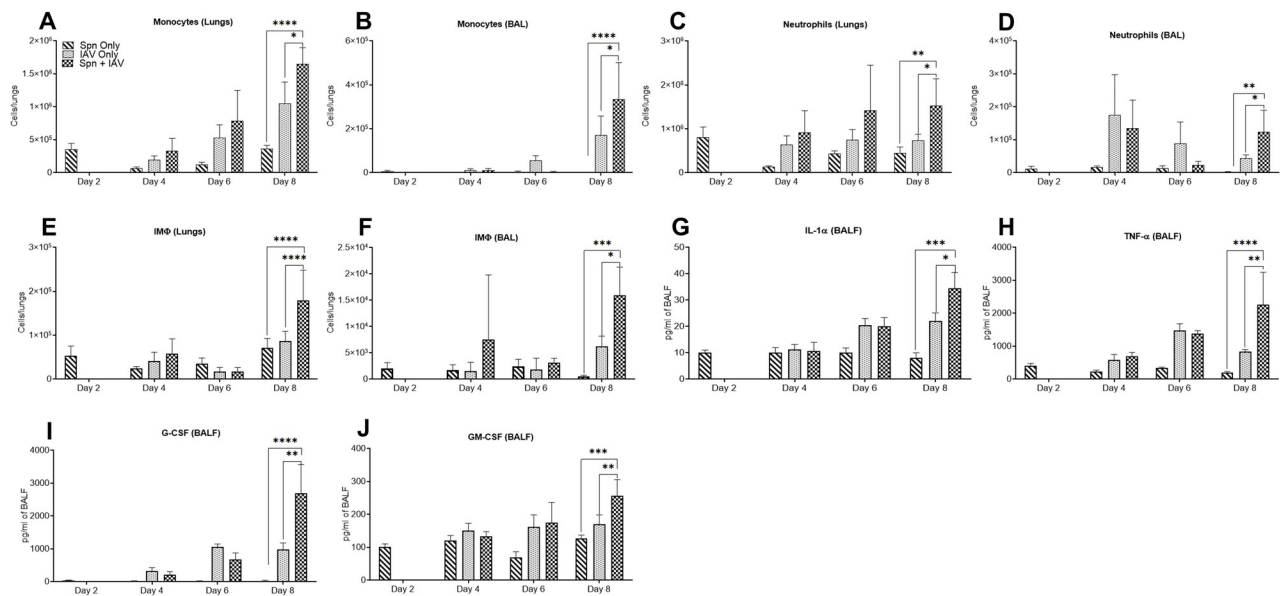 A
Monocytes (Lungs)
****
*
Spn Only
IAV Only
Spn + IAV
Cells/lungs
2×10⁶
1.5×10⁶
1×10⁶
5×10⁵
0
Day 2 Day 4 Day 6 Day 8
B
Monocytes (BAL)
****
*
Cells/lungs
6×10⁵
4×10⁵
2×10⁵
0
Day 2 Day 4 Day 6 Day 8
C
Neutrophils (Lungs)
**
*
Cells/lungs
3×10⁶
2×10⁶
1×10⁶
0
Day 2 Day 4 Day 6 Day 8
D
Neutrophils (BAL)
**
*
Cells/lungs
4×10⁵
3×10⁵
2×10⁵
1×10⁵
0
Day 2 Day 4 Day 6 Day 8
E
IMΦ (Lungs)
****
****
Cells/lungs
3×10⁵
2×10⁵
1×10⁵
0
Day 2 Day 4 Day 6 Day 8
F
IMΦ (BAL)
***
*
Cells/lungs
2.5×10⁴
2×10⁴
1.5×10⁴
1×10⁴
5×10³
0
Day 2 Day 4 Day 6 Day 8
G
IL-1α (BALF)
***
*
pg/ml of BALF
50
40
30
20
10
0
Day 2 Day 4 Day 6 Day 8
H
TNF-α (BALF)
****
**
pg/ml of BALF
4000
3000
2000
1000
0
Day 2 Day 4 Day 6 Day 8
I
G-CSF (BALF)
****
**
pg/ml of BALF
4000
3000
2000
1000
0
Day 2 Day 4 Day 6 Day 8
J
GM-CSF (BALF)
***
**
pg/ml of BALF
400
300
200
100
0
Day 2 Day 4 Day 6 Day 8